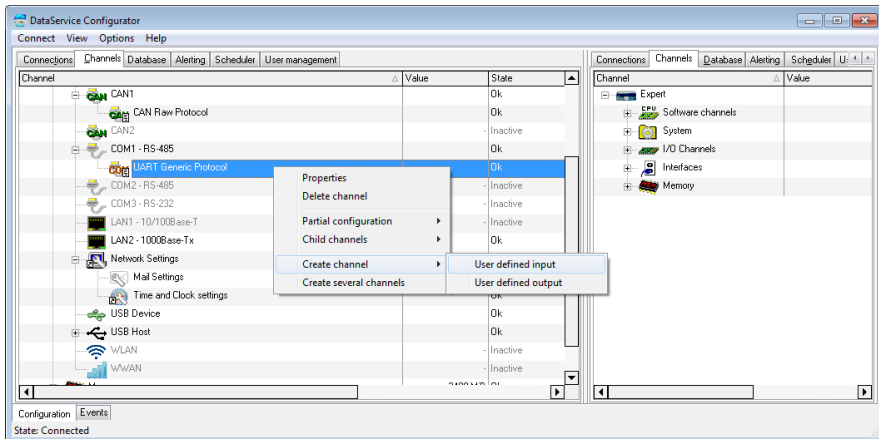 DataService Configurator
Connect View Options Help
Connections Channels Database Alerting Scheduler User management
Channel Value State
CAN1 Ok
CAN Raw Protocol Ok
CAN2 - Inactive
COM1 - RS-485 Ok
UART Generic Protocol Ok
COM2 - RS-485 - Inactive
COM3 - RS-232 - Inactive
LAN1 - 10/100Base-T - Inactive
LAN2 - 1000Base-Tx Ok
Network Settings
Mail Settings
Time and Clock settings Ok
USB Device Ok
USB Host Ok
WLAN - Inactive
WWAN - Inactive
Properties
Delete channel
Partial configuration
Child channels
Create channel
Create several channels
User defined input
User defined output
Connections Channels Database Alerting Scheduler U
Channel Value
Expert
Software channels
System
I/O Channels
Interfaces
Memory
Configuration Events
State: Connected